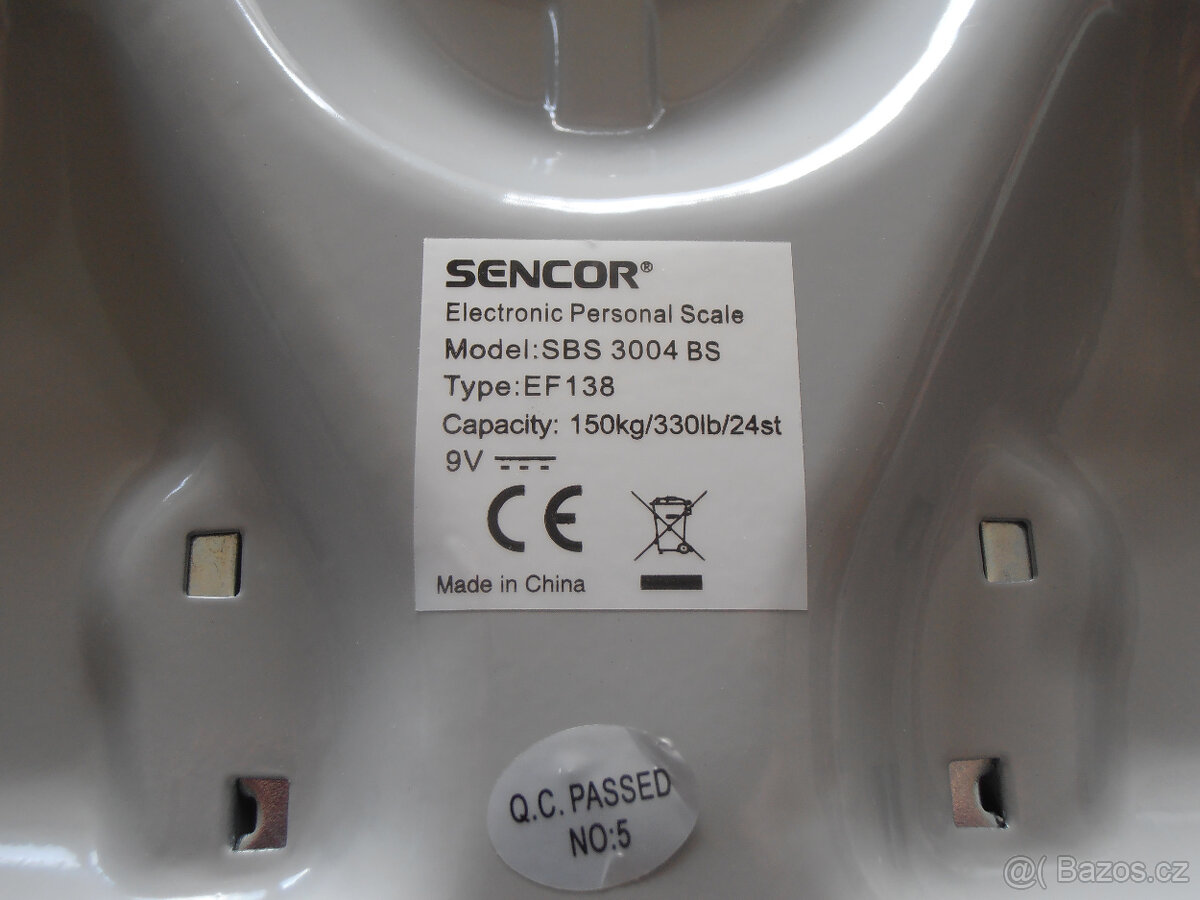 SENCOR®
Electronic Personal Scale
Model:SBS 3004 BS
Type:EF138
Capacity: 150kg/330lb/24st
9V
CE
Made in China
Q.C. PASSED
NO:5
@( Bazos.cz